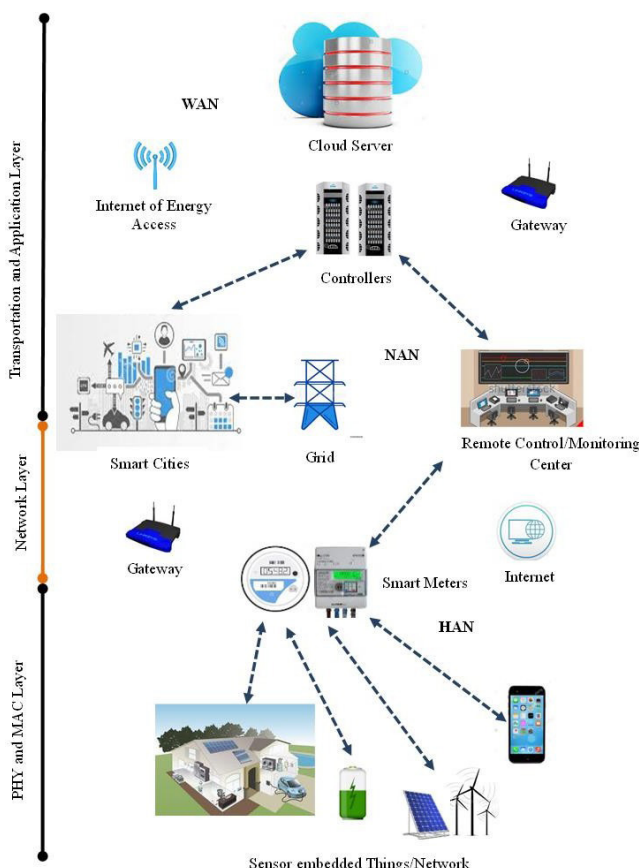 WAN
Cloud Server
Internet of Energy
Access
Gateway
Controllers
Transportation and Application Layer
NAN
shutterstock
Smart Cities
Grid
Remote Control/Monitoring
Center
Network Layer
Gateway
Smart Meters
Internet
HAN
PHY and MAC Layer
Sensor embedded Things/Network